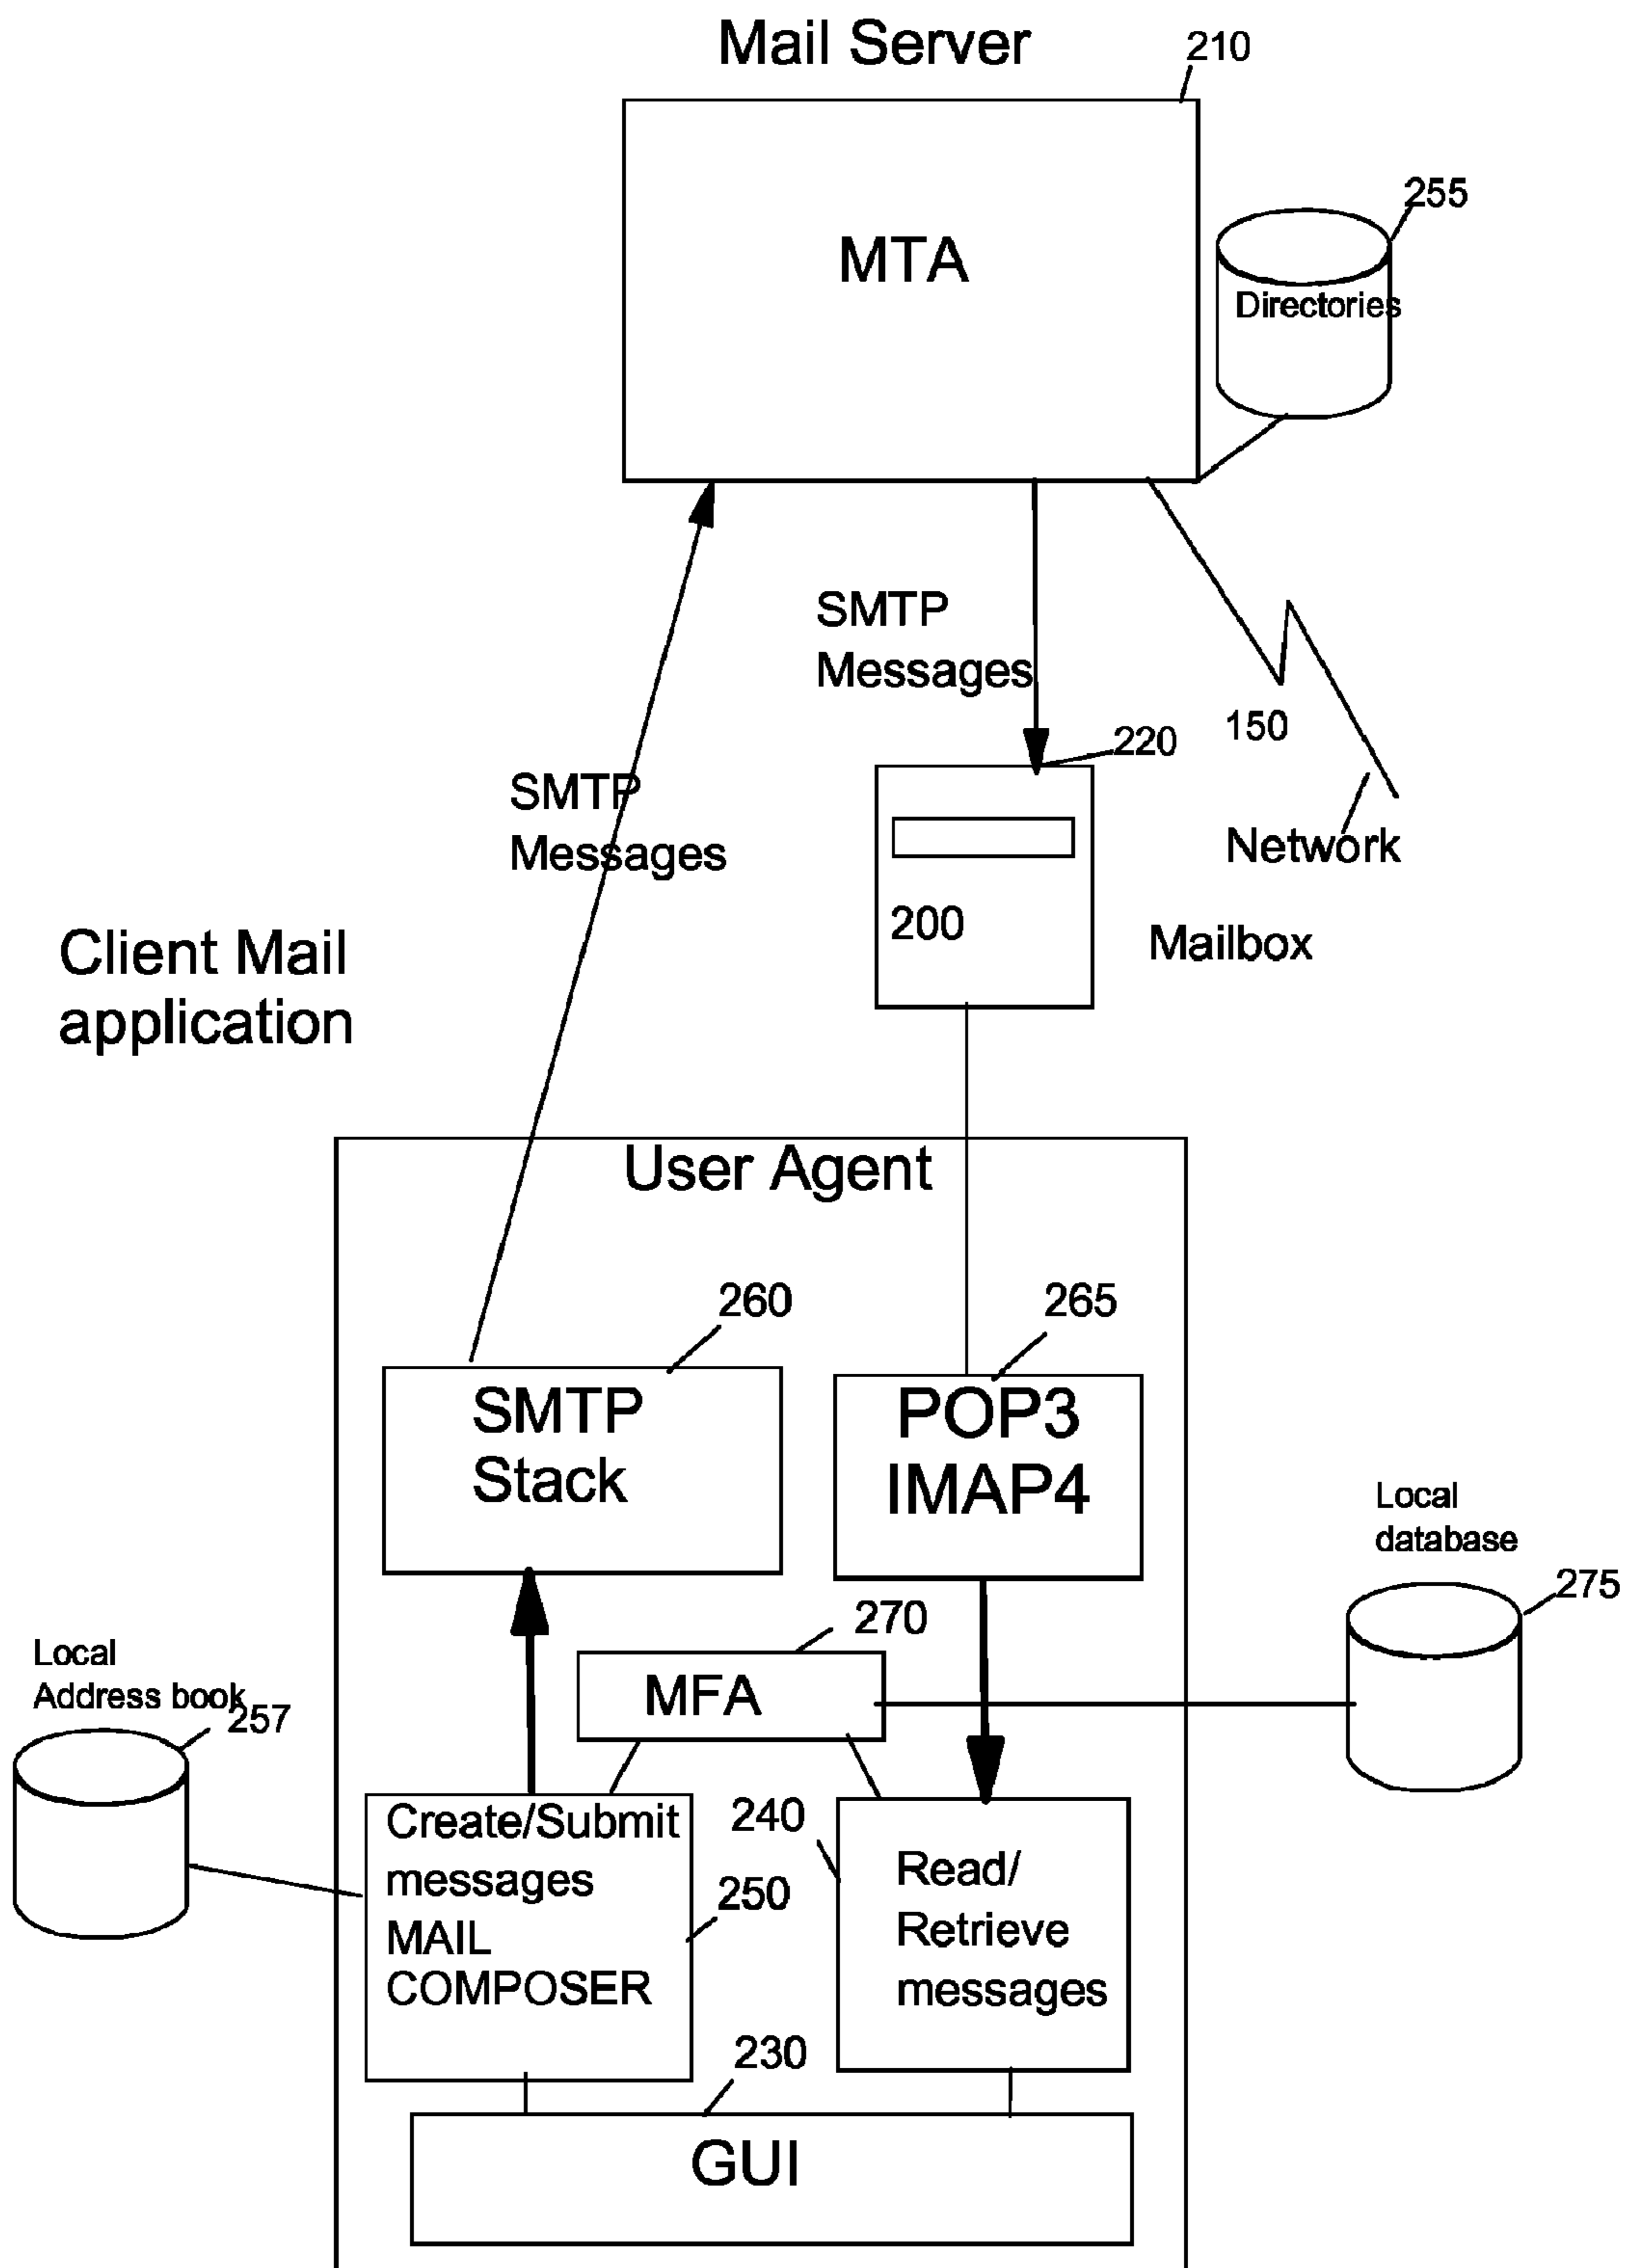 Mail Server
210
255
MTA
Directories
SMTP
Messages
150
220
SMTP
Messages
Network
200
Mailbox
Client Mail
application
User Agent
260
265
SMTP
Stack
POP3
IMAP4
Local
database
275
270
MFA
Local
Address book
257
Create/Submit
messages
MAIL
COMPOSER
250
240
Read/
Retrieve
messages
230
GUI